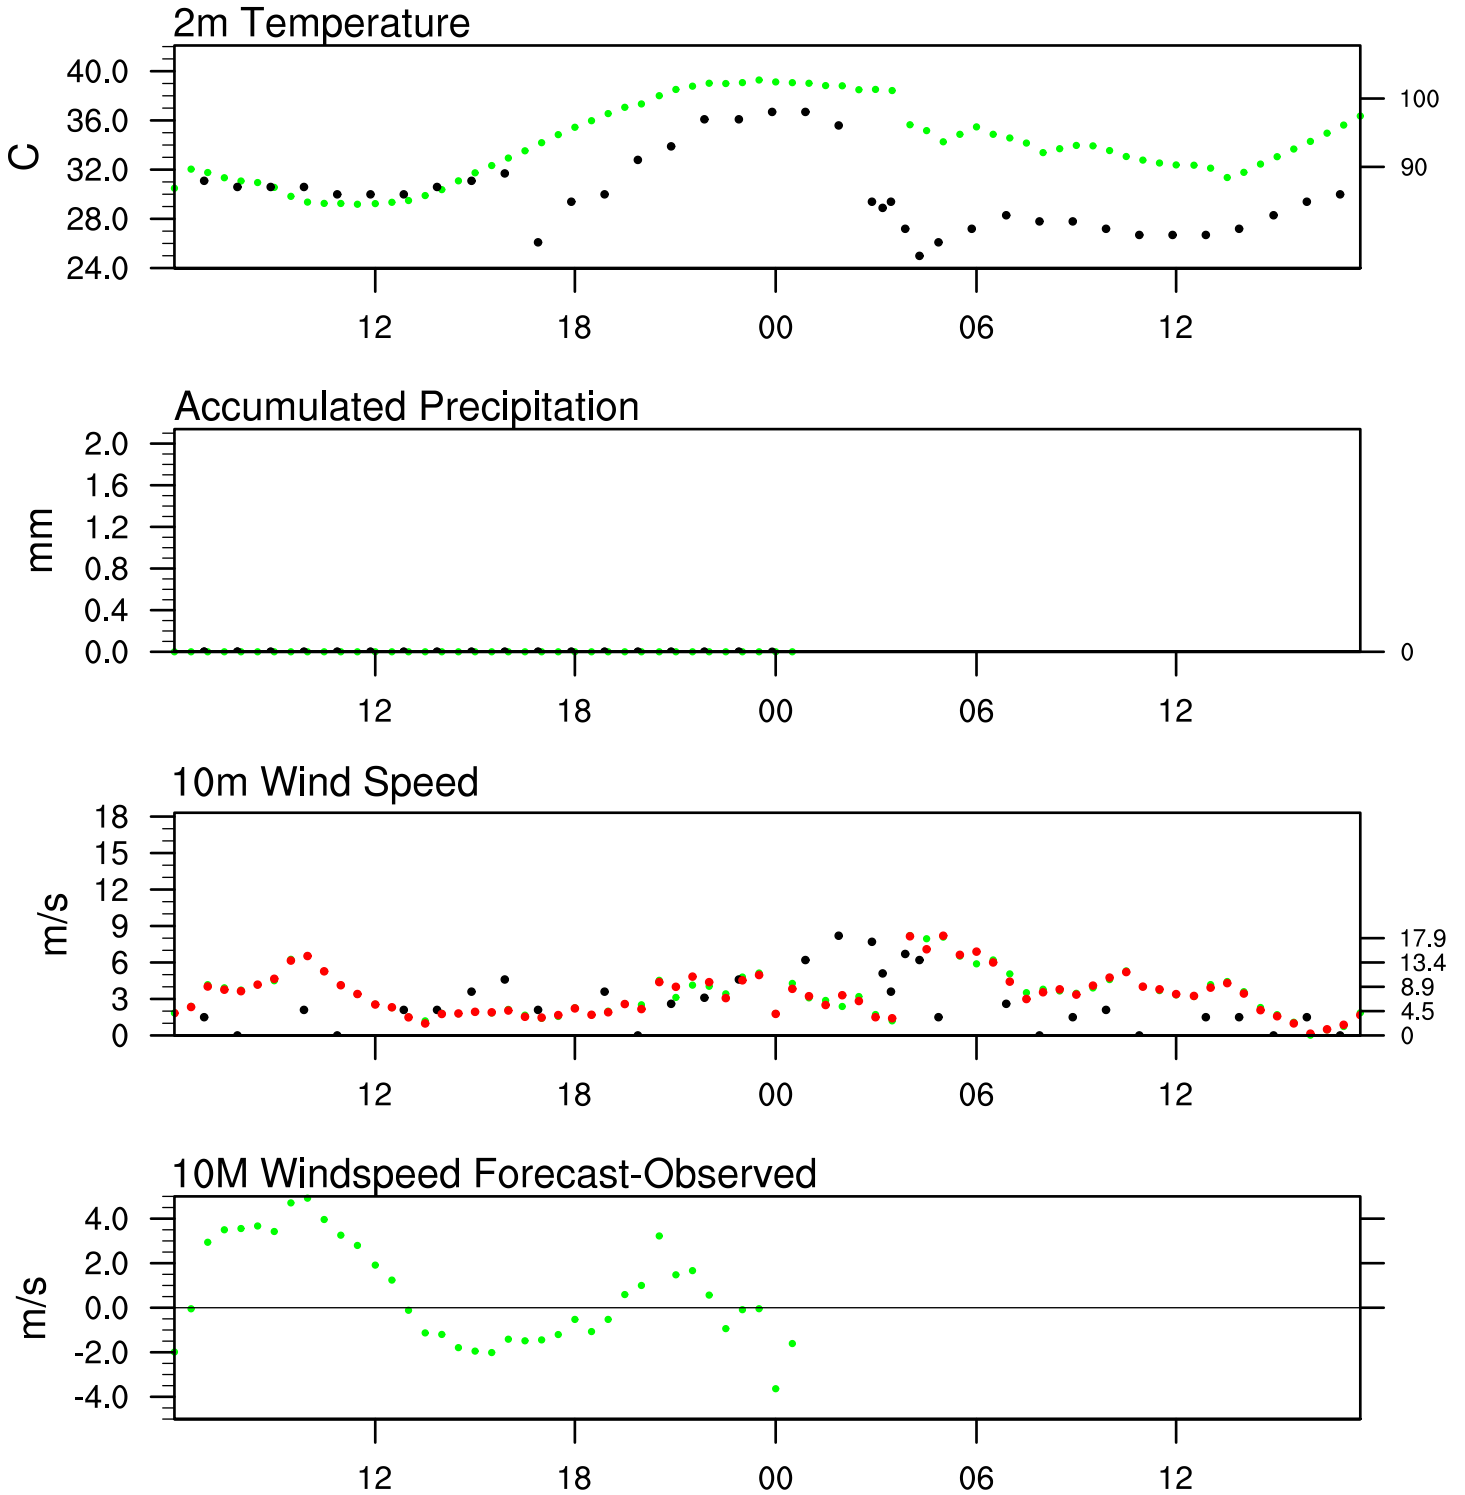 2m Temperature
40.0
36.0
32.0
28.0
24.0
C
100
90
12 18 00 06 12
Accumulated Precipitation
2.0
1.6
1.2
0.8
0.4
0.0
mm
0
12 18 00 06 12
10m Wind Speed
18
15
12
9
6
3
0
m/s
17.9
13.4
8.9
4.5
0
12 18 00 06 12
10M Windspeed Forecast-Observed
4.0
2.0
0.0
-2.0
-4.0
m/s
12 18 00 06 12